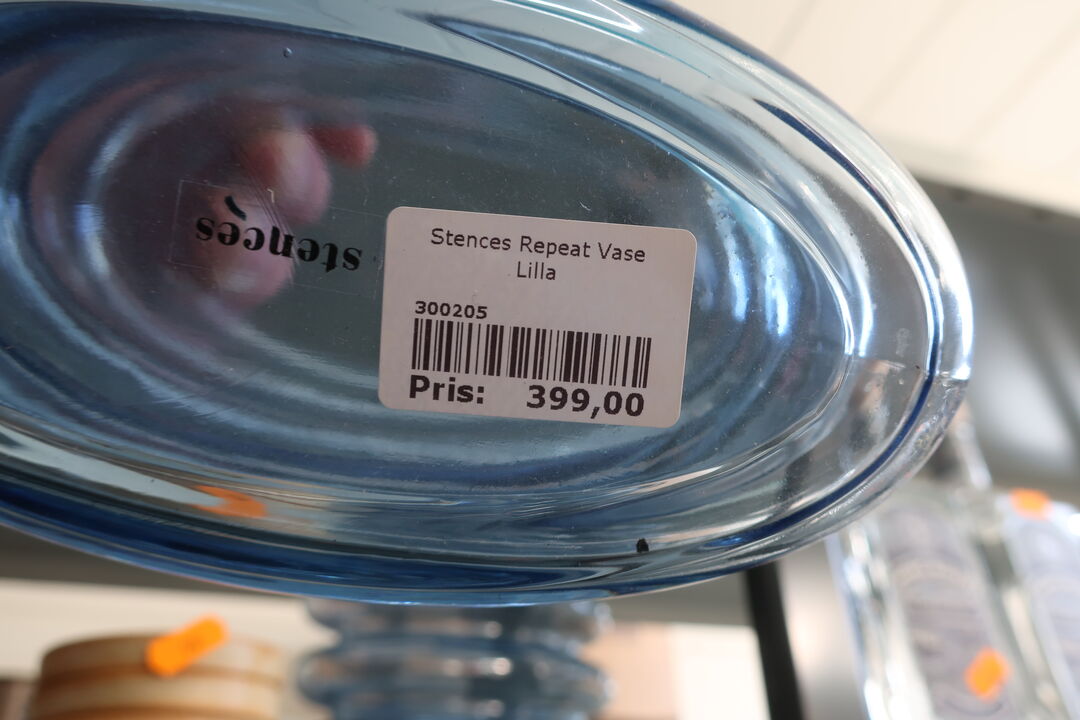 stences
Stences Repeat Vase
Lilla
300205
Pris: 399,00